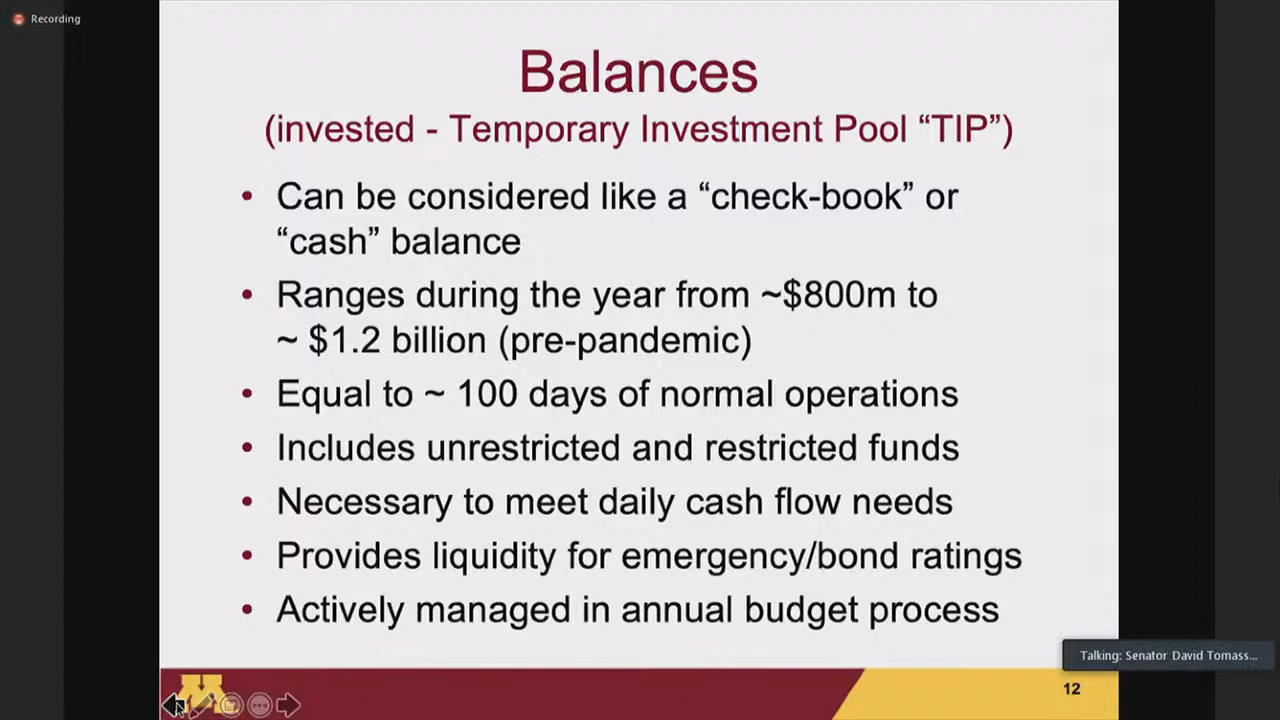 Recording
Balances
(invested - Temporary Investment Pool “TIP”)
• Can be considered like a “check-book” or
“cash” balance
• Ranges during the year from ~$800m to
~ $1.2 billion (pre-pandemic)
• Equal to ~ 100 days of normal operations
• Includes unrestricted and restricted funds
• Necessary to meet daily cash flow needs
• Provides liquidity for emergency/bond ratings
• Actively managed in annual budget process
Talking: Senator David Tomass...
M
12